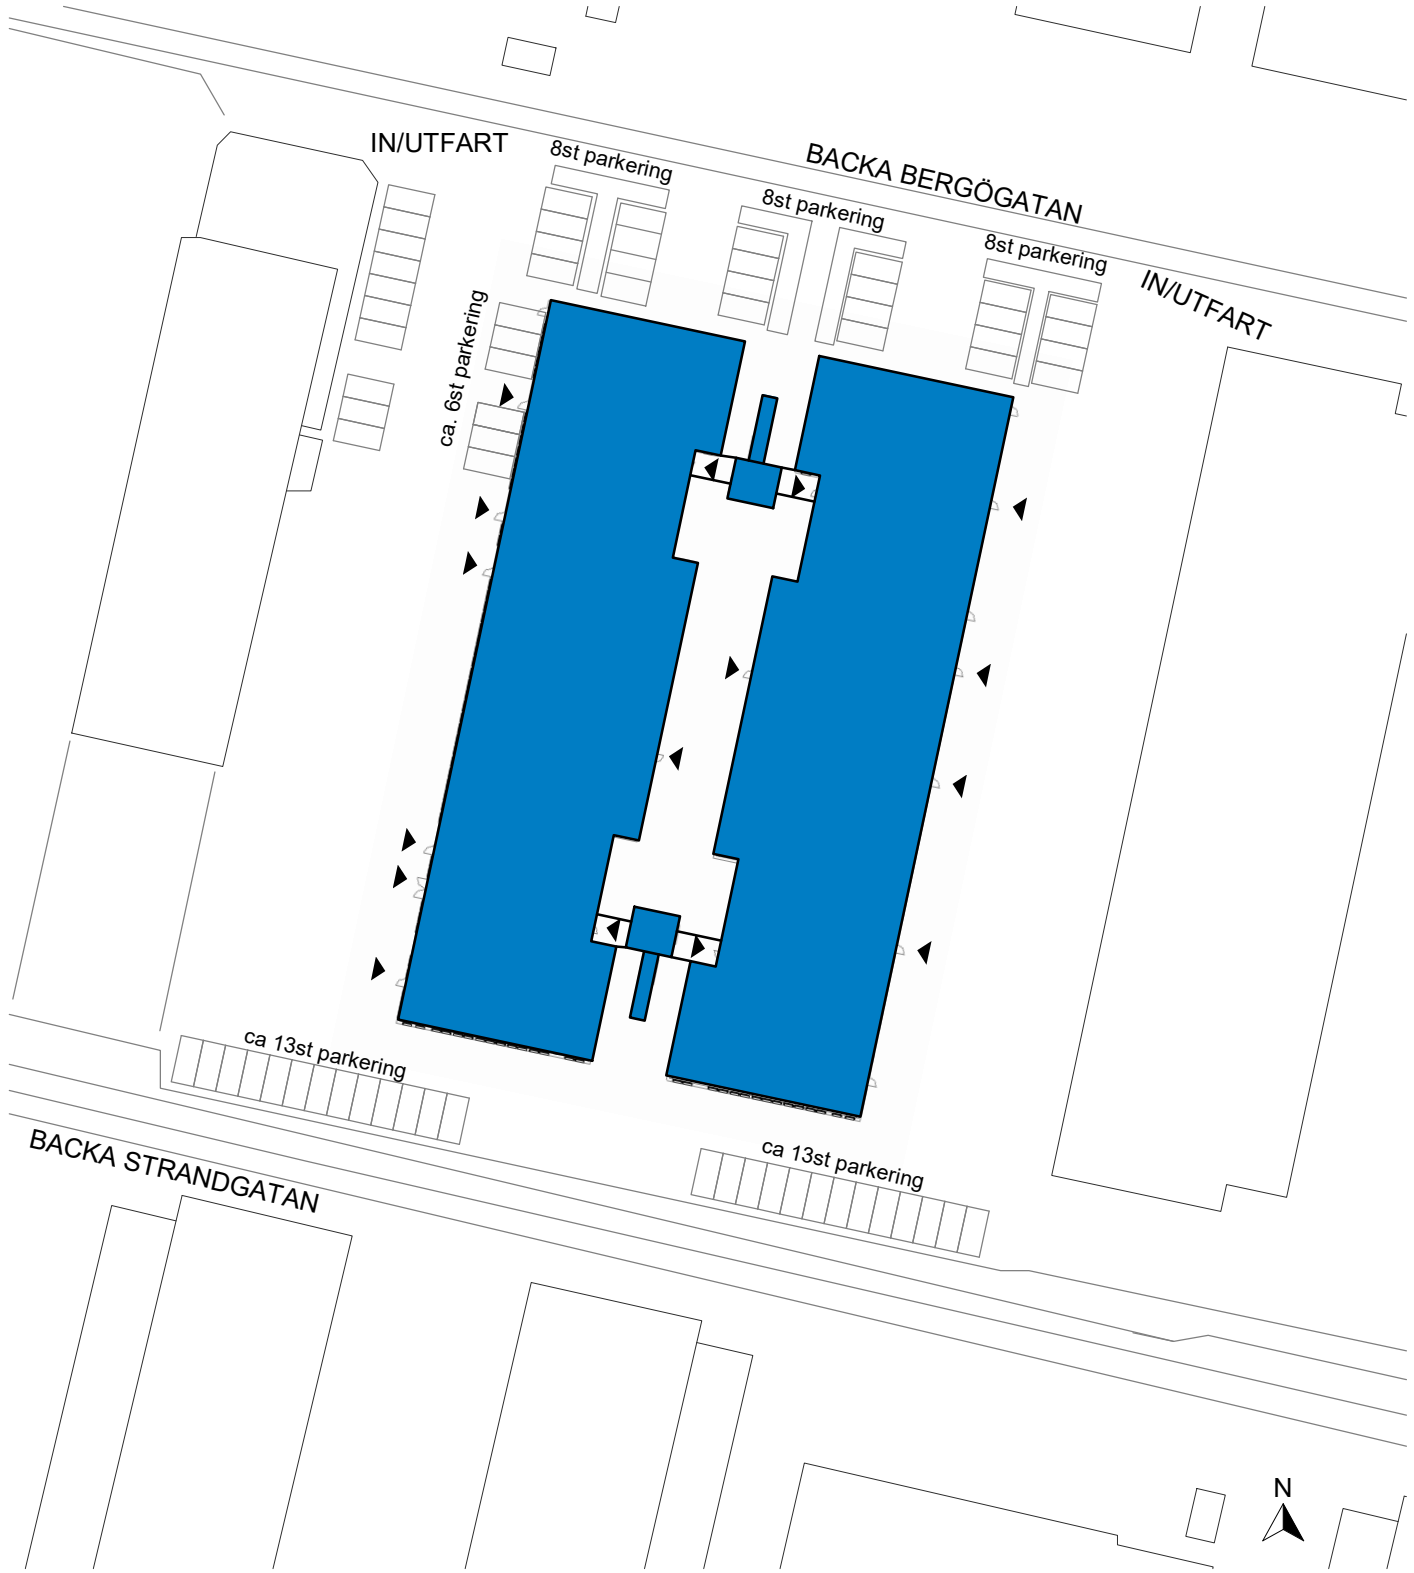 IN/UTFART
8st parkering
BACKA BERGÖGATAN
8st parkering
8st parkering
IN/UTFART
ca. 6st parkering
ca 13st parkering
BACKA STRANDGATAN
ca 13st parkering
N